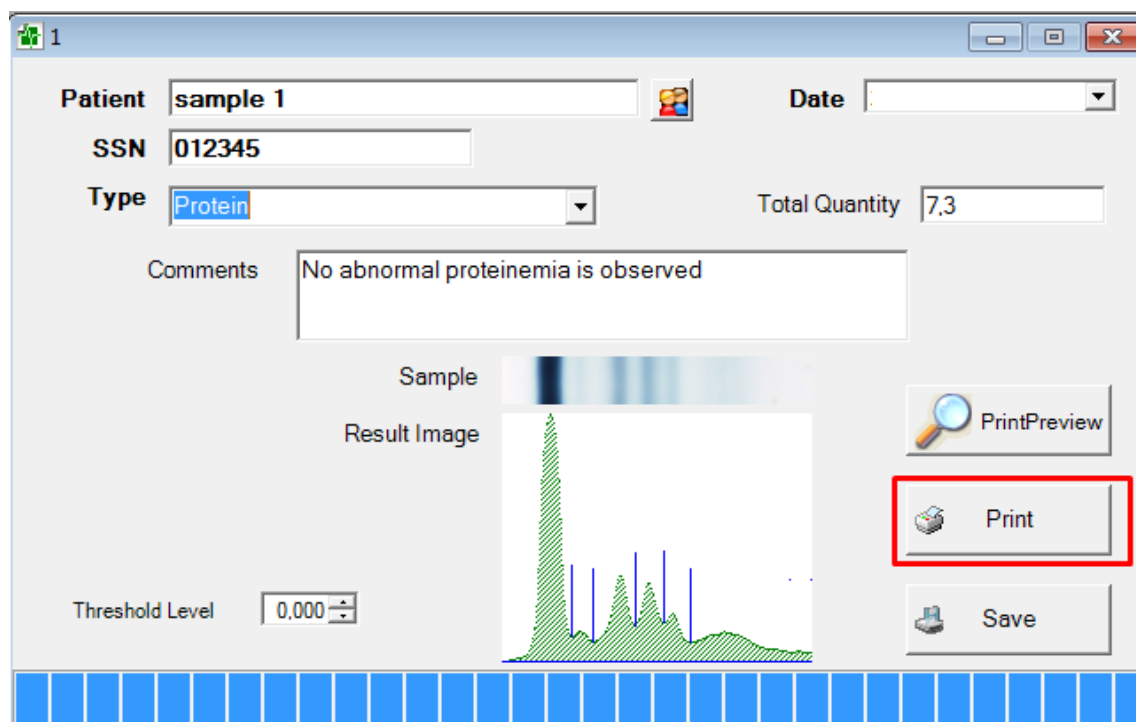 1
Patient sample 1 Date
SSN 012345
Type Protein Total Quantity 7,3
Comments No abnormal proteinemia is observed
Sample
Result Image
PrintPreview
Print
Threshold Level 0,000
Save